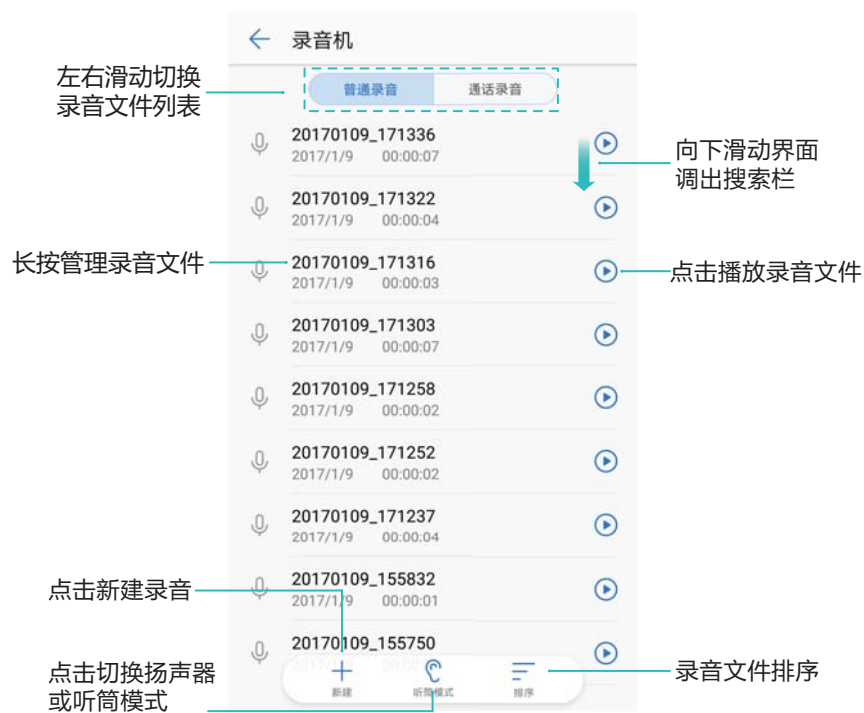 录音机
左右滑动切换
录音文件列表
普通录音 通话录音
20170109_171336
2017/1/9 00:00:07
向下滑动界面
调出搜索栏
20170109_171322
2017/1/9 00:00:04
长按管理录音文件
20170109_171316
2017/1/9 00:00:03
点击播放录音文件
20170109_171303
2017/1/9 00:00:07
20170109_171258
2017/1/9 00:00:02
20170109_171252
2017/1/9 00:00:02
20170109_171237
2017/1/9 00:00:04
点击新建录音
20170109_155832
2017/1/9 00:00:01
20170109_155750
点击切换扬声器
或听筒模式
新建 听筒模式 排序
录音文件排序